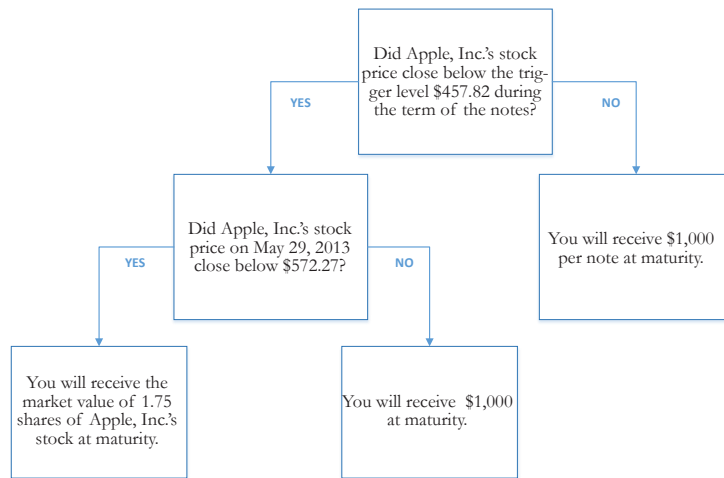 Did Apple, Inc.'s stock
price close below the trig-
ger level $457.82 during
the term of the notes?
YES
NO
Did Apple, Inc.'s stock
price on May 29, 2013
close below $572.27?
You will receive $1,000
per note at maturity.
YES
NO
You will receive the
market value of 1.75
shares of Apple, Inc.'s
stock at maturity.
You will receive $1,000
at maturity.